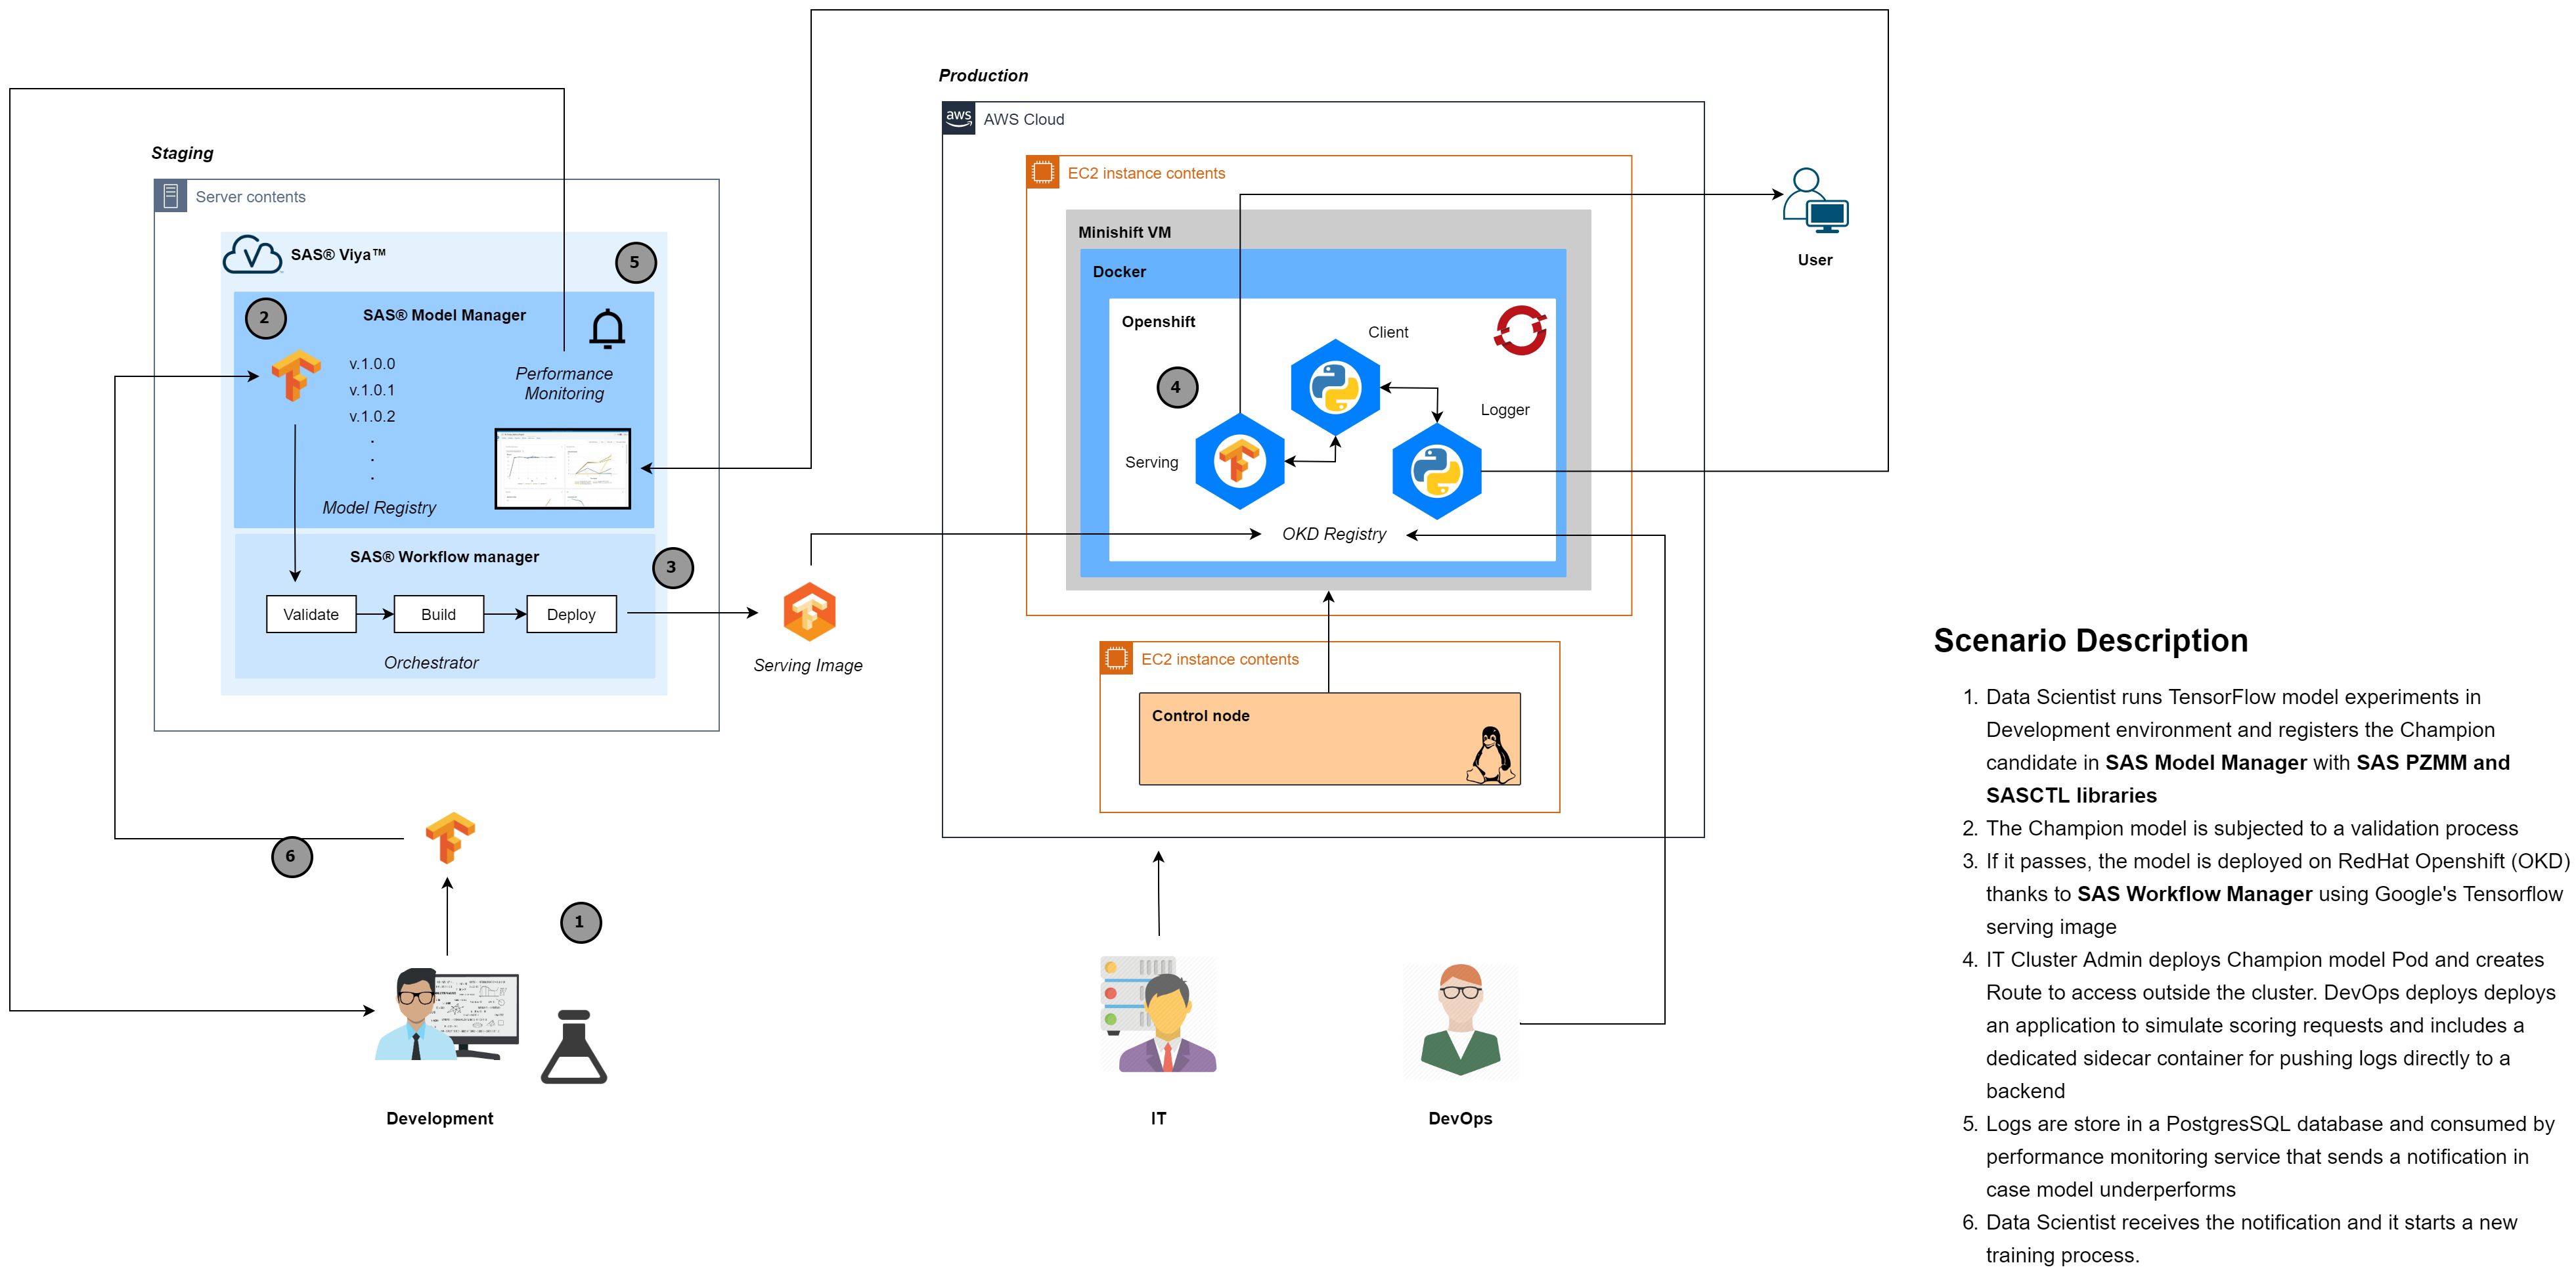 Production
aws
AWS Cloud
Staging
Server contents
EC2 instance contents
SAS® Viya™
5
Minishift VM
Docker
User
2
SAS® Model Manager
Openshift
Client
v.1.0.0
v.1.0.1
v.1.0.2
.
.
.
Performance
Monitoring
4
Logger
Serving
Model Registry
OKD Registry
SAS® Workflow manager
3
Validate
Build
Deploy
Orchestrator
Serving Image
EC2 instance contents
Control node
6
1
Development
IT
DevOps
Scenario Description
1. Data Scientist runs TensorFlow model experiments in
Development environment and registers the Champion
candidate in SAS Model Manager with SAS PZMM and
SASCTL libraries
2. The Champion model is subjected to a validation process
3. If it passes, the model is deployed on RedHat Openshift (OKD)
thanks to SAS Workflow Manager using Google's Tensorflow
serving image
4. IT Cluster Admin deploys Champion model Pod and creates
Route to access outside the cluster. DevOps deploys deploys
an application to simulate scoring requests and includes a
dedicated sidecar container for pushing logs directly to a
backend
5. Logs are store in a PostgresSQL database and consumed by
performance monitoring service that sends a notification in
case model underperforms
6. Data Scientist receives the notification and it starts a new
training process.